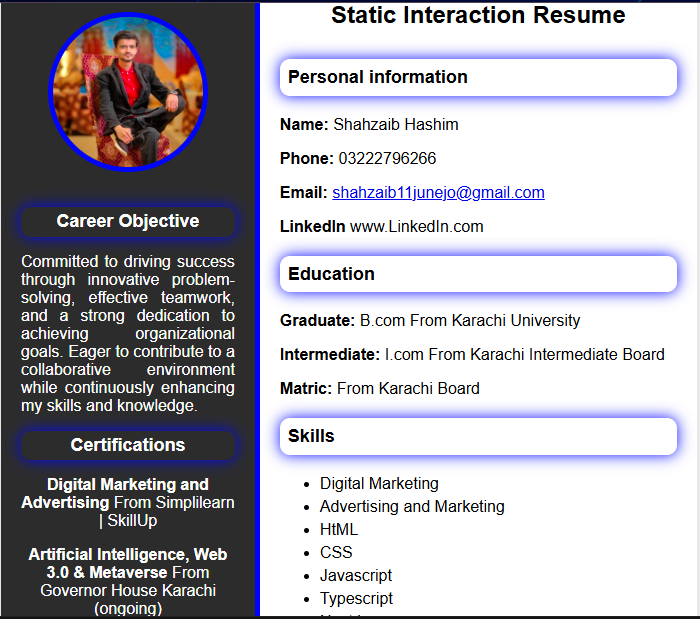 Static Interaction Resume
Career Objective
Committed to driving success
through innovative problem-
solving, effective teamwork,
and a strong dedication to
achieving organizational
goals. Eager to contribute to a
collaborative environment
while continuously enhancing
my skills and knowledge.
Certifications
Digital Marketing and
Advertising From Simplilearn
| SkillUp
Artificial Intelligence, Web
3.0 & Metaverse From
Governor House Karachi
(ongoing)
Personal information
Name: Shahzaib Hashim
Phone: 03222796266
Email: shahzaib11junejo@gmail.com
LinkedIn www.LinkedIn.com
Education
Graduate: B.com From Karachi University
Intermediate: I.com From Karachi Intermediate Board
Matric: From Karachi Board
Skills
• Digital Marketing
• Advertising and Marketing
• HtML
• CSS
• Javascript
• Typescript